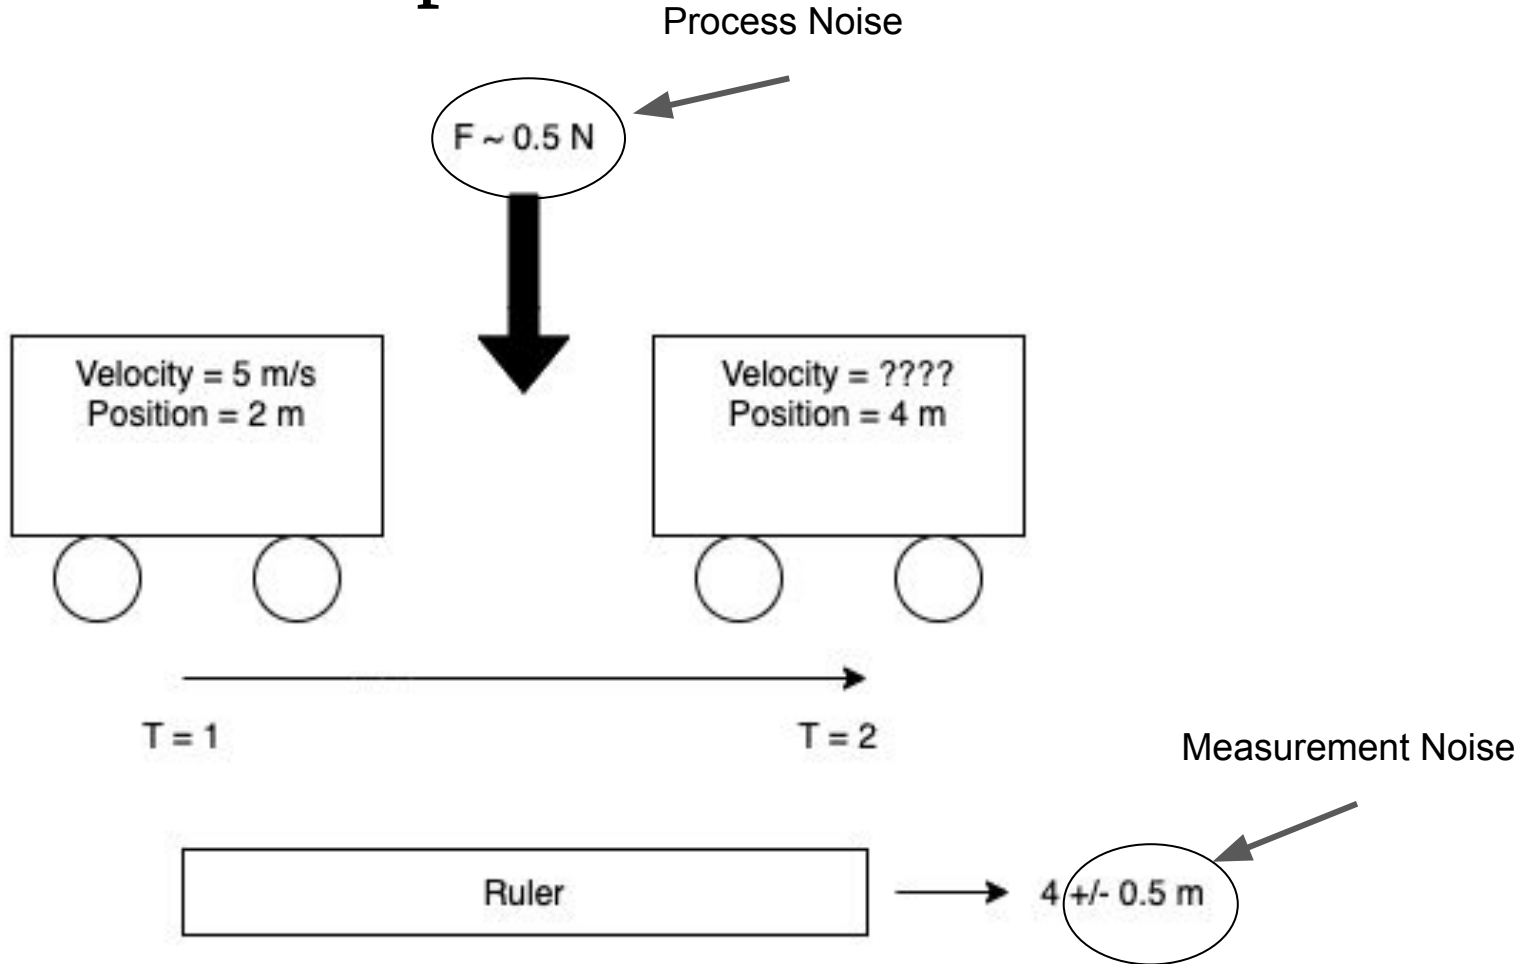 Process Noise
F ~ 0.5 N
Velocity = 5 m/s
Position = 2 m
Velocity = ????
Position = 4 m
T = 1
T = 2
Measurement Noise
Ruler
4 +/- 0.5 m